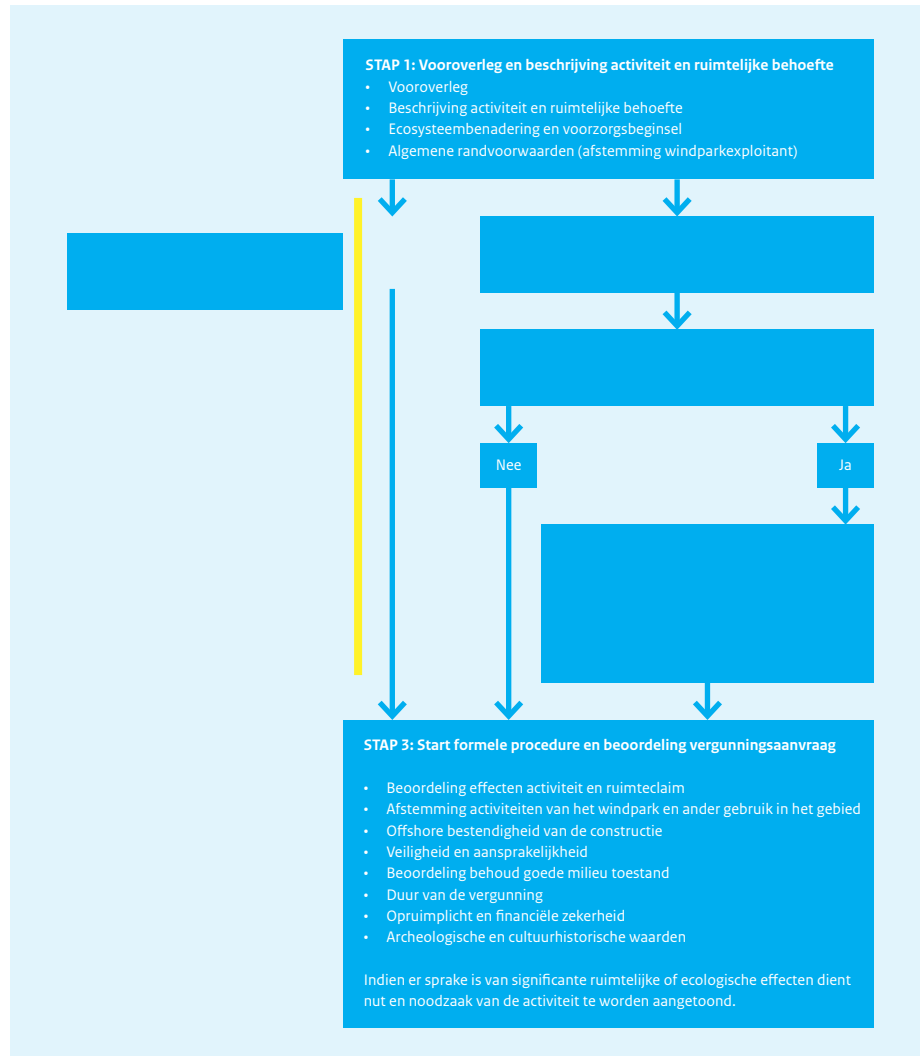 STAP 1: Vooroverleg en beschrijving activiteit en ruimtelijke behoefte
• Vooroverleg
• Beschrijving activiteit en ruimtelijke behoefte
• Ecosysteembenadering en voorzorgsbeginsel
• Algemene randvoorwaarden (afstemming windparkexploitant)
Nee
Ja
STAP 3: Start formele procedure en beoordeling vergunningsaanvraag
• Beoordeling effecten activiteit en ruimteclaim
• Afstemming activiteiten van het windpark en ander gebruik in het gebied
• Offshore bestendigheid van de constructie
• Veiligheid en aansprakelijkheid
• Beoordeling behoud goede milieu toestand
• Duur van de vergunning
• Opruimplicht en financiële zekerheid
• Archeologische en cultuurhistorische waarden
Indien er sprake is van significante ruimtelijke of ecologische effecten dient
nut en noodzaak van de activiteit te worden aangetoond.